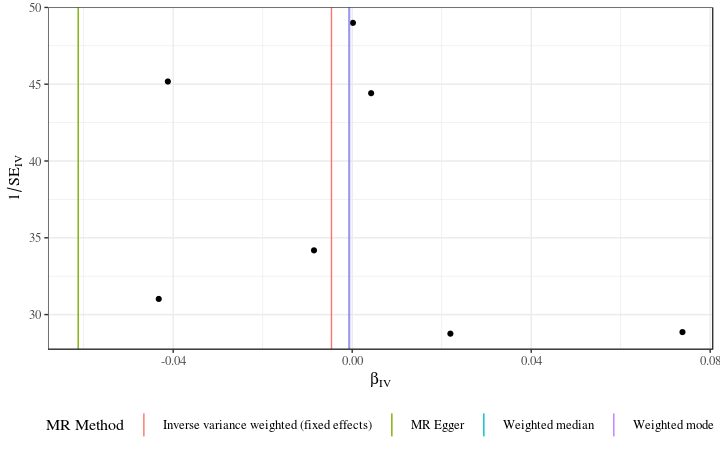 50
45
40
35
30
1/SE_IV
-0.04
0.00
0.04
0.08
β_IV
MR Method
Inverse variance weighted (fixed effects)
MR Egger
Weighted median
Weighted mode